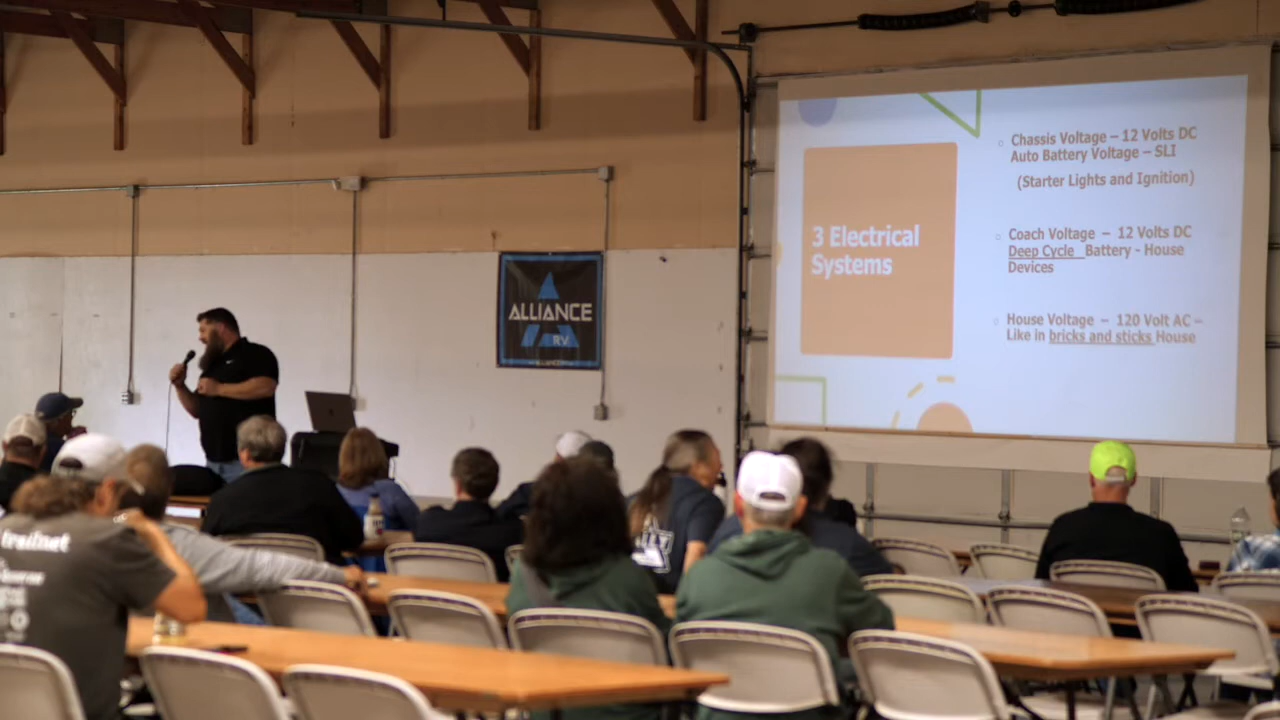 Chassis Voltage – 12 Volts DC
Auto Battery Voltage – SLI
(Starter Lights and Ignition)
3 Electrical
Systems
Coach Voltage – 12 Volts DC
Deep Cycle Battery - House
Devices
House Voltage – 120 Volt AC –
Like in bricks and sticks House
ALLIANCE
RV